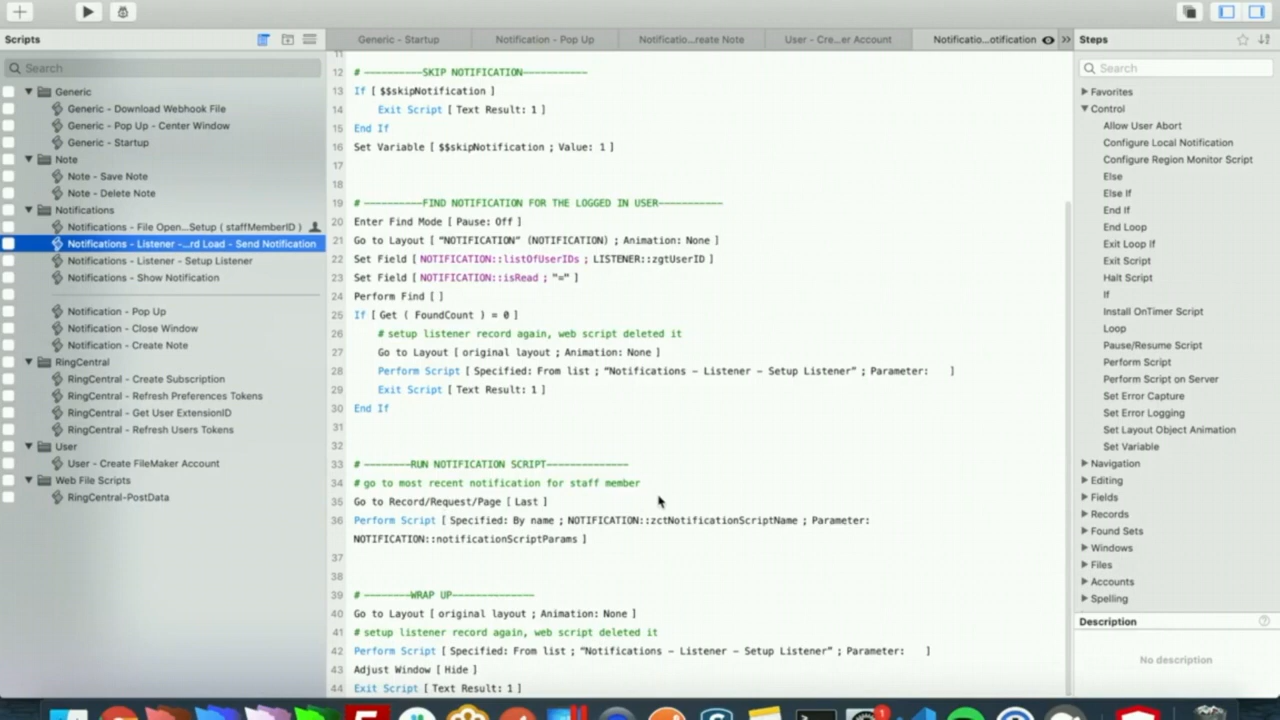 Scripts
Search
Generic
Generic - Download Webhook File
Generic - Pop Up - Center Window
Generic - Startup
Note
Note - Save Note
Note - Delete Note
Notifications
Notifications - File Open...Setup ( staffMemberID )
Notifications - Listener -...rd Load - Send Notification
Notifications - Listener - Setup Listener
Notifications - Show Notification
Notification - Pop Up
Notification - Close Window
Notification - Create Note
RingCentral
RingCentral - Create Subscription
RingCentral - Refresh Preferences Tokens
RingCentral - Get User ExtensionID
RingCentral - Refresh Users Tokens
User
User - Create FileMaker Account
Web File Scripts
RingCentral-PostData
Generic - Startup
Notification - Pop Up
Notificatio...reate Note
User - Cre...er Account
Notificatio...otification
11
12 # ----------SKIP NOTIFICATION-----------
13 If [ $$skipNotification ]
14 Exit Script [ Text Result: 1 ]
15 End If
16 Set Variable [ $$skipNotification ; Value: 1 ]
17
18
19 # ----------FIND NOTIFICATION FOR THE LOGGED IN USER-----------
20 Enter Find Mode [ Pause: Off ]
21 Go to Layout [ “NOTIFICATION” (NOTIFICATION) ; Animation: None ]
22 Set Field [ NOTIFICATION::listOfUserIDs ; LISTENER::zgtUserID ]
23 Set Field [ NOTIFICATION::isRead ; "=" ]
24 Perform Find [ ]
25 If [ Get ( FoundCount ) = 0 ]
26 # setup listener record again, web script deleted it
27 Go to Layout [ original layout ; Animation: None ]
28 Perform Script [ Specified: From list ; “Notifications - Listener - Setup Listener” ; Parameter: ]
29 Exit Script [ Text Result: 1 ]
30 End If
31
32
33 # --------RUN NOTIFICATION SCRIPT--------------
34 # go to most recent notification for staff member
35 Go to Record/Request/Page [ Last ]
36 Perform Script [ Specified: By name ; NOTIFICATION::zctNotificationScriptName ; Parameter:
NOTIFICATION::notificationScriptParams ]
37
38
39 # --------WRAP UP--------------
40 Go to Layout [ original layout ; Animation: None ]
41 # setup listener record again, web script deleted it
42 Perform Script [ Specified: From list ; “Notifications - Listener - Setup Listener” ; Parameter: ]
43 Adjust Window [ Hide ]
44 Exit Script [ Text Result: 1 ]
Steps
Search
Favorites
Control
Allow User Abort
Configure Local Notification
Configure Region Monitor Script
Else
Else If
End If
End Loop
Exit Loop If
Exit Script
Halt Script
If
Install OnTimer Script
Loop
Pause/Resume Script
Perform Script
Perform Script on Server
Set Error Capture
Set Error Logging
Set Layout Object Animation
Set Variable
Navigation
Editing
Fields
Records
Found Sets
Windows
Files
Accounts
Spelling
Description
No description
1